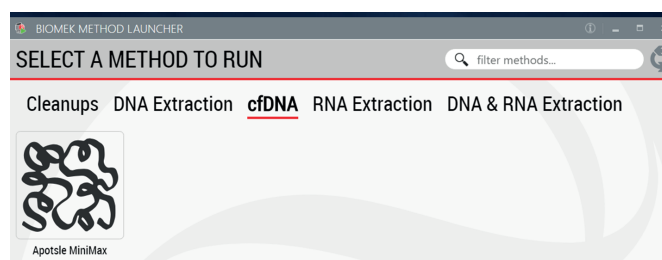 BIOMEK METHOD LAUNCHER
SELECT A METHOD TO RUN
filter methods...
Cleanups DNA Extraction cfDNA RNA Extraction DNA & RNA Extraction
Apotsle MiniMax